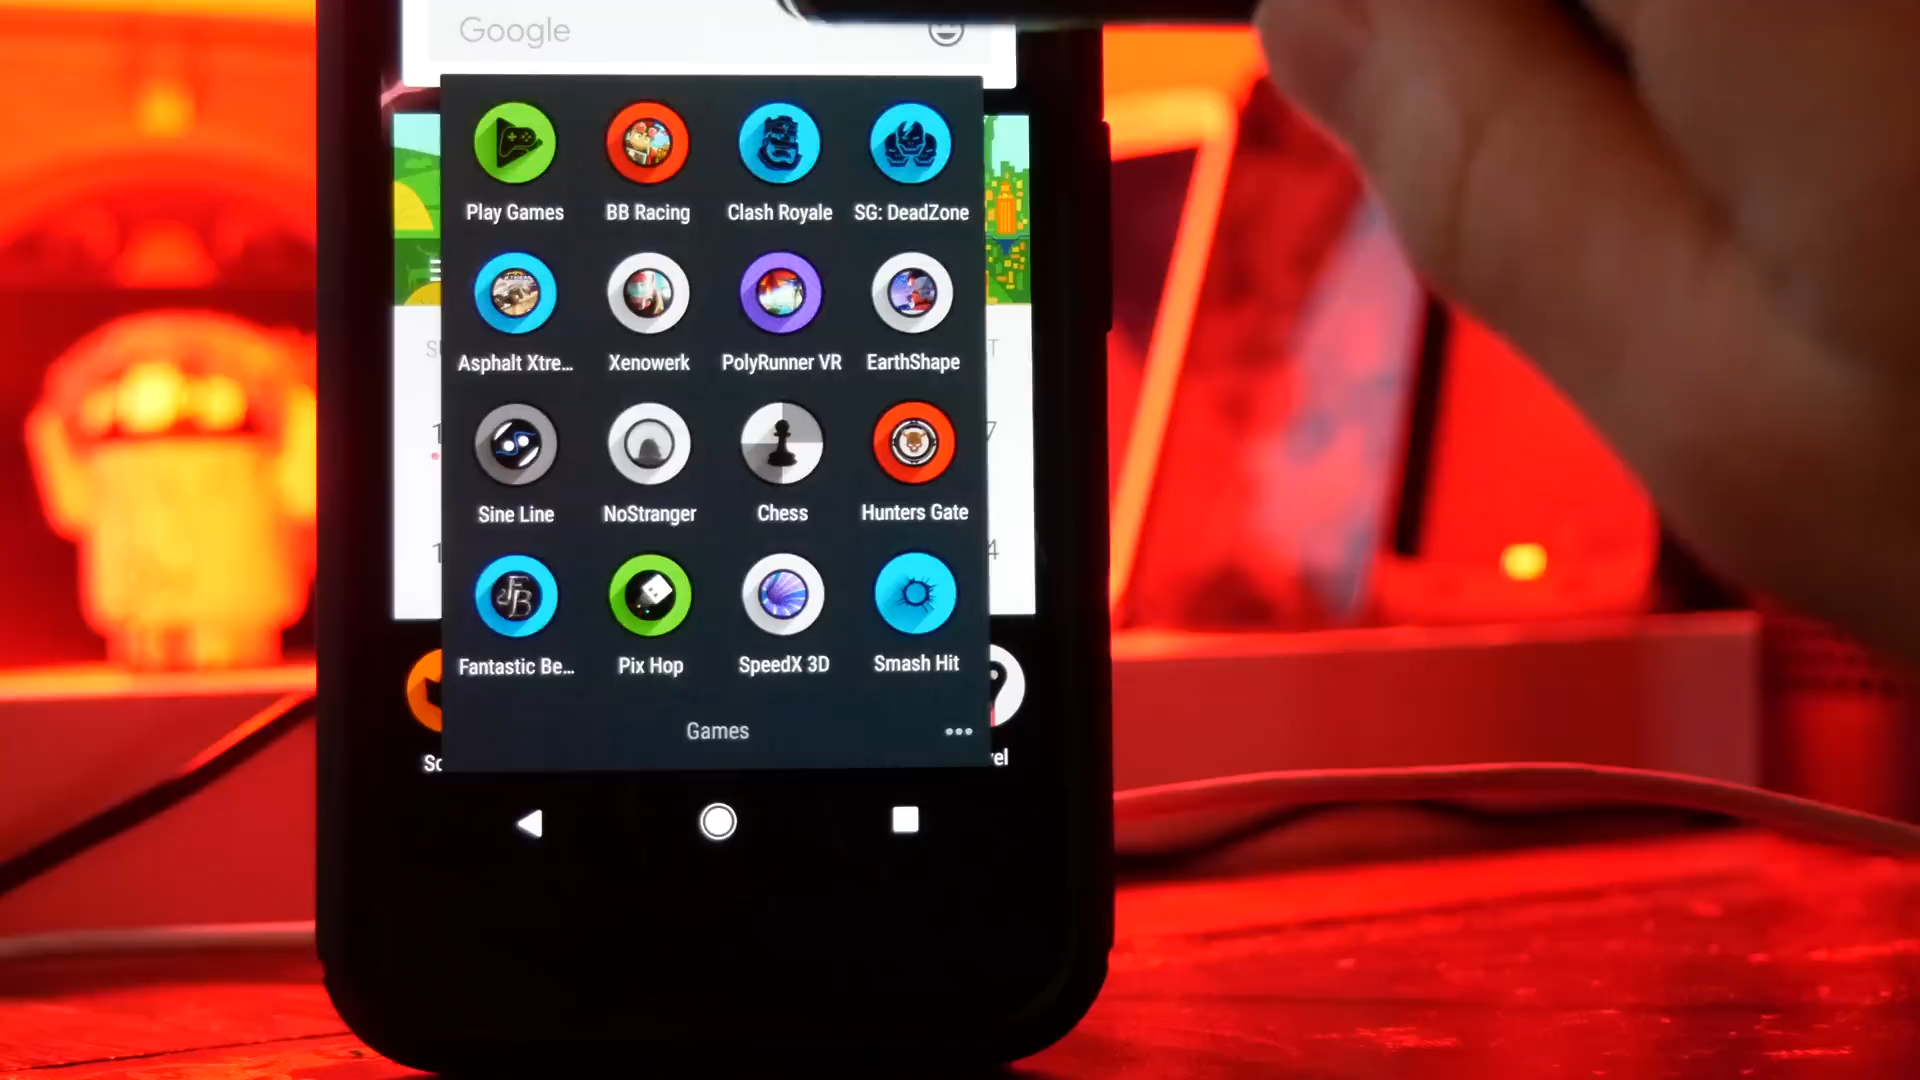 Google
Play Games
BB Racing
Clash Royale
SG: DeadZone
Asphalt Xtre...
Xenowerk
PolyRunner VR
EarthShape
Sine Line
NoStranger
Chess
Hunters Gate
FB
Fantastic Be...
Pix Hop
SpeedX 3D
Smash Hit
Games